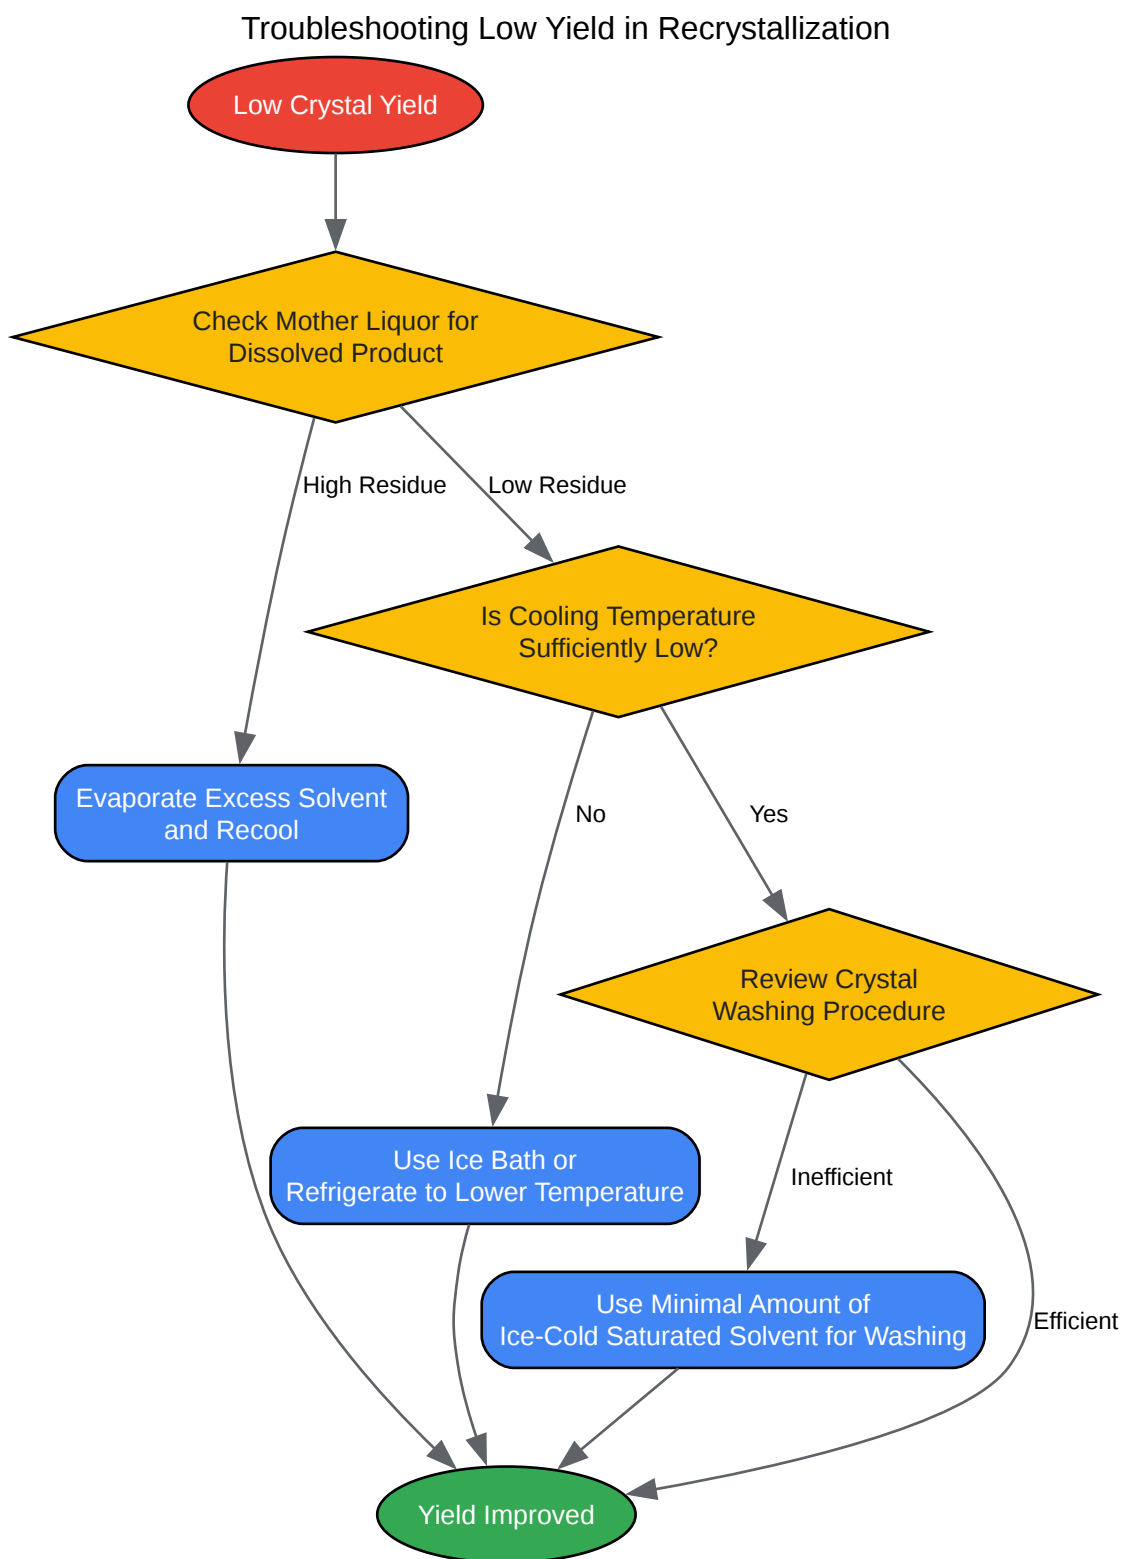 Troubleshooting Low Yield in Recrystallization
Low Crystal Yield
Check Mother Liquor for
Dissolved Product
High Residue
Low Residue
Is Cooling Temperature
Sufficiently Low?
Evaporate Excess Solvent
and Recool
No
Yes
Review Crystal
Washing Procedure
Use Ice Bath or
Refrigerate to Lower Temperature
Inefficient
Use Minimal Amount of
Ice-Cold Saturated Solvent for Washing
Efficient
Yield Improved